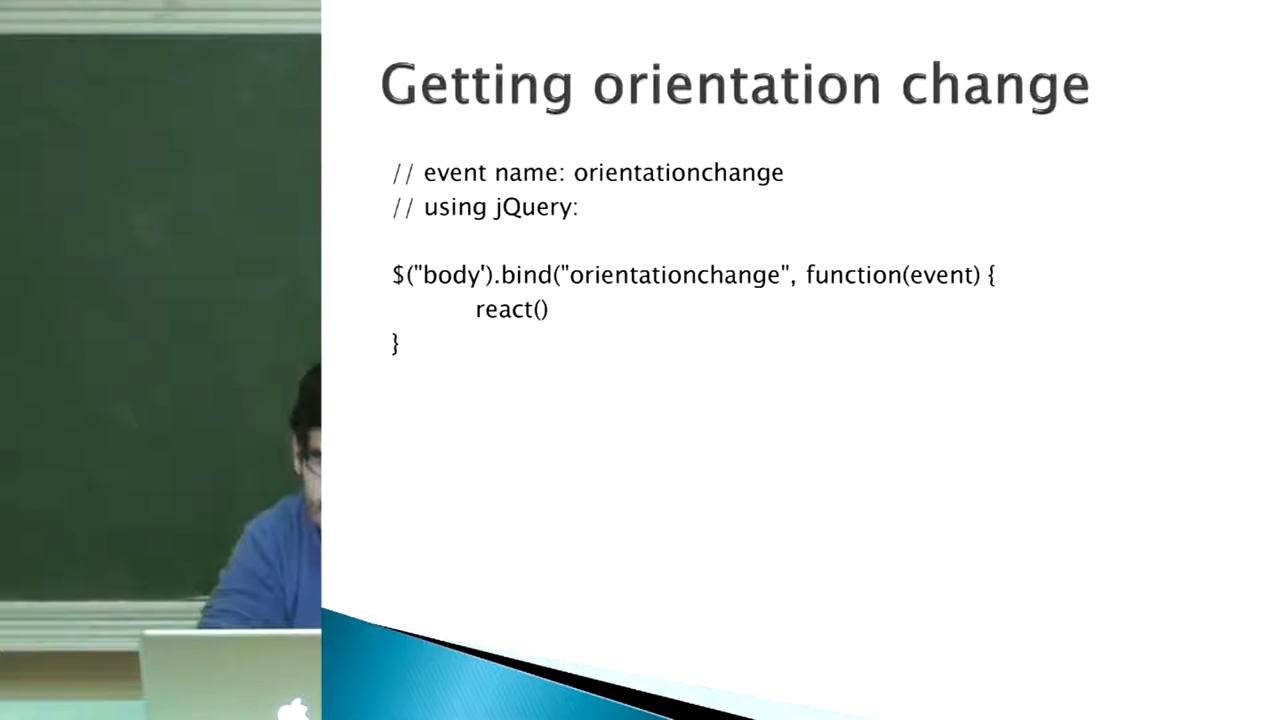 Getting orientation change
// event name: orientationchange
// using jQuery:
$("body').bind("orientationchange", function(event) {
react()
}